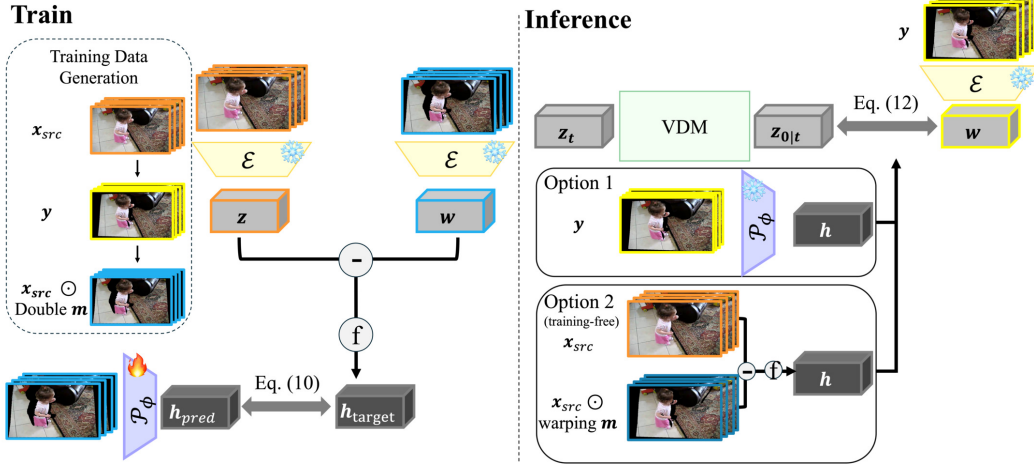 Train
Training Data
Generation
x_src
y
x_src ⊙
Double m
ℰ
ℰ
z
w
-
f
P_ϕ
h_pred
Eq. (10)
h_target
Inference
y
ℰ
z_t
VDM
z_0|t
Eq. (12)
w
Option 1
y
P_ϕ
h
Option 2
(training-free)
x_src
x_src ⊙
warping m
-
f
h